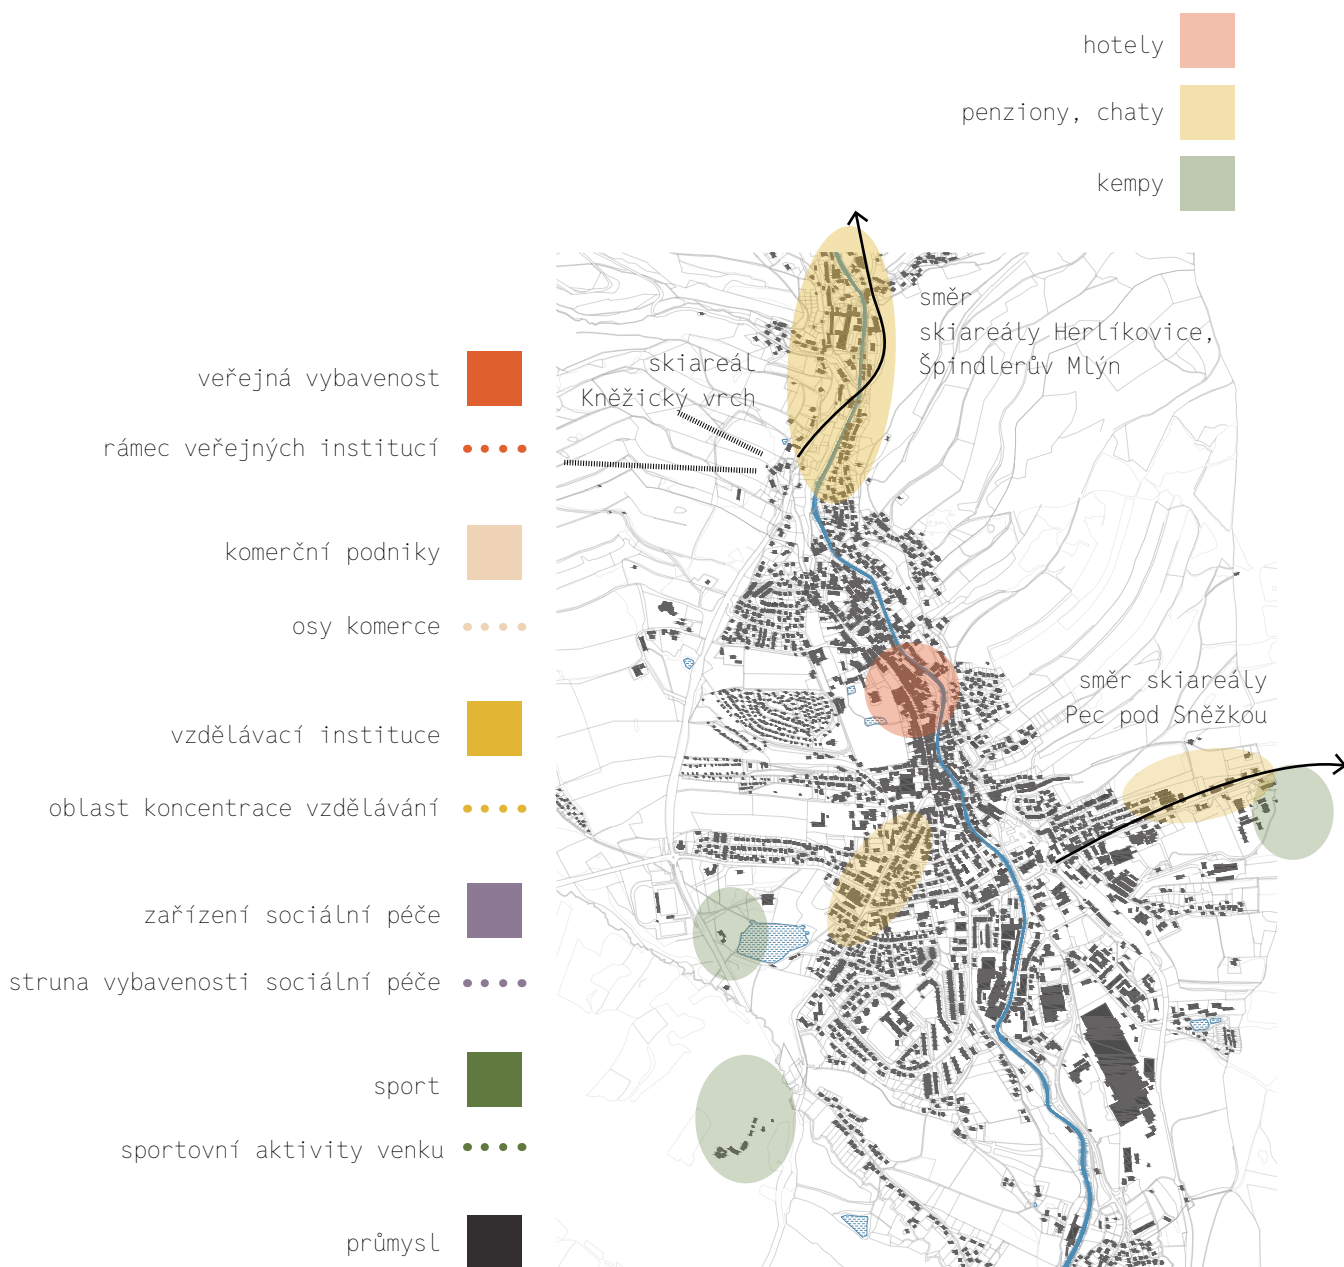 hotely
penziony, chaty
kempy
směr
skiareály Herlíkovice,
Špindlerův Mlýn
skiareál
Kněžický vrch
směr skiareály
Pec pod Sněžkou
veřejná vybavenost
rámec veřejných institucí
komerční podniky
osy komerce
vzdělávací instituce
oblast koncentrace vzdělávání
zařízení sociální péče
struna vybavenosti sociální péče
sport
sportovní aktivity venku
průmysl